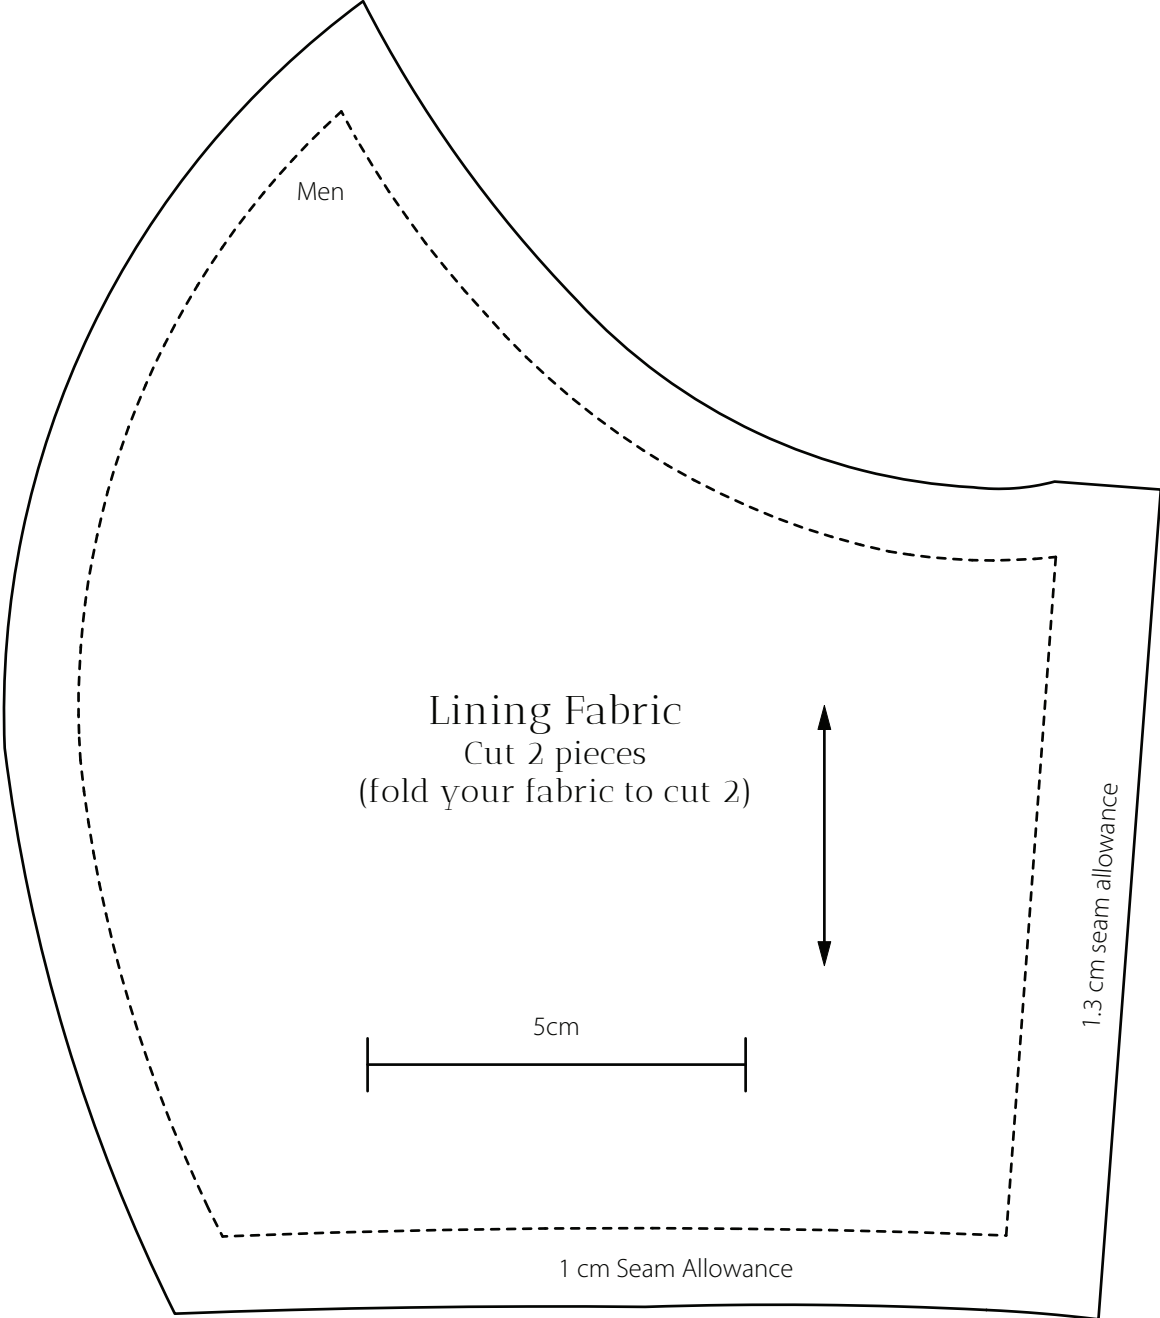 Men
Lining Fabric
Cut 2 pieces
(fold your fabric to cut 2)
1.3 cm seam allowance
5cm
1 cm Seam Allowance